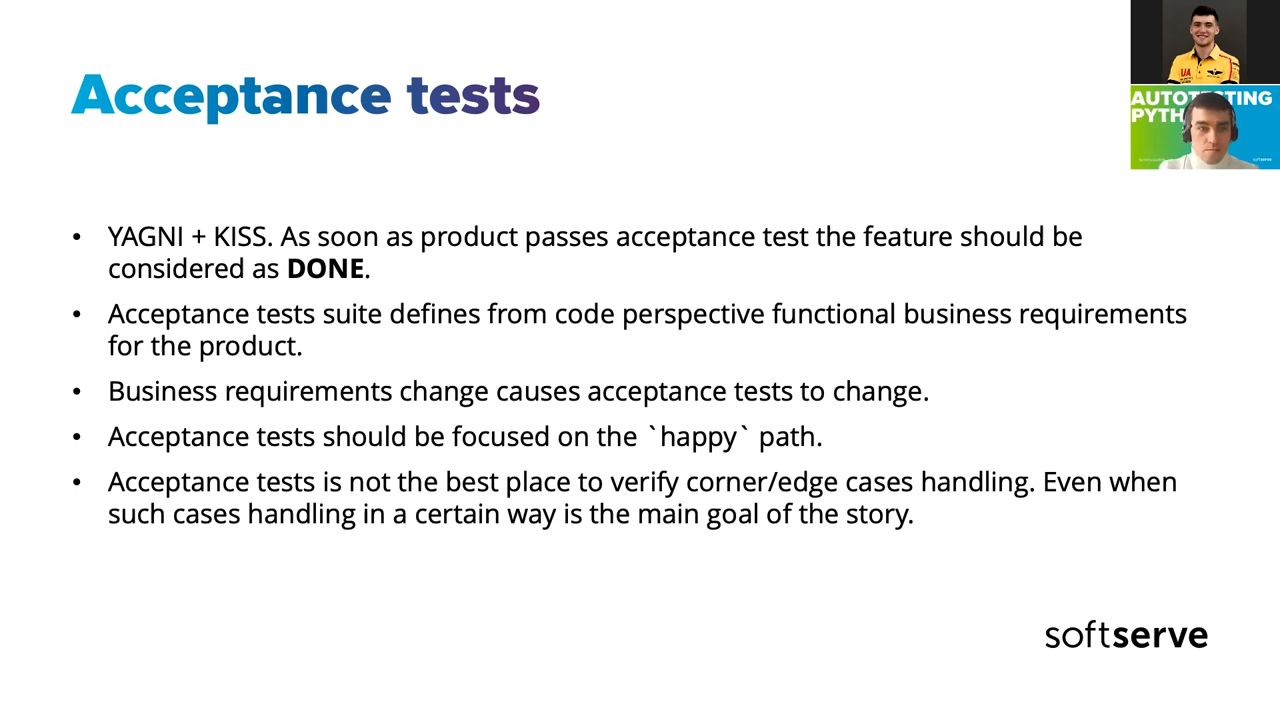 Acceptance tests
AUTOTESTING
PYTH
UA
softserve
• YAGNI + KISS. As soon as product passes acceptance test the feature should be
considered as DONE.
• Acceptance tests suite defines from code perspective functional business requirements
for the product.
• Business requirements change causes acceptance tests to change.
• Acceptance tests should be focused on the `happy` path.
• Acceptance tests is not the best place to verify corner/edge cases handling. Even when
such cases handling in a certain way is the main goal of the story.
softserve